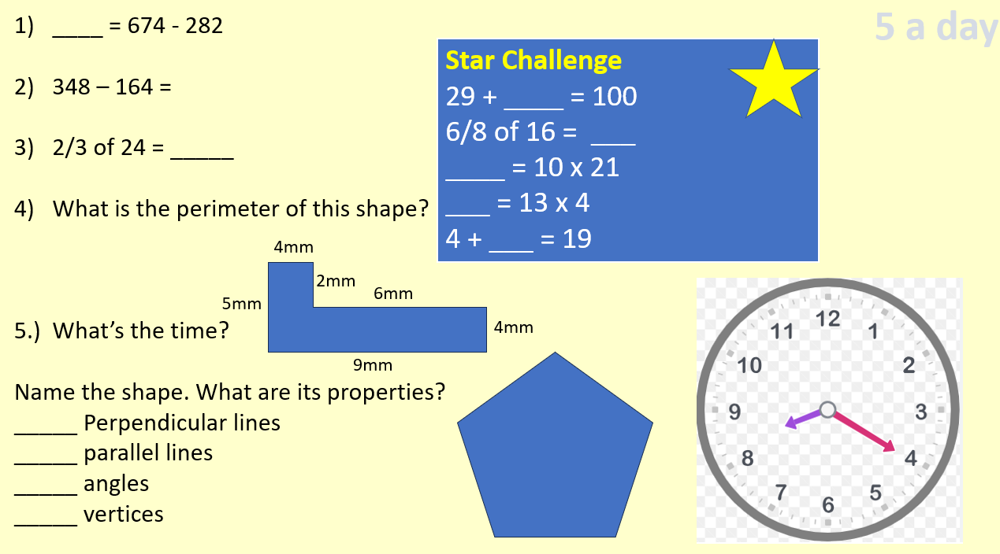 5 a day
1) ____ = 674 - 282
2) 348 – 164 =
3) 2/3 of 24 = _____
4) What is the perimeter of this shape?
Star Challenge
29 + ____ = 100
6/8 of 16 = ___
____ = 10 x 21
___ = 13 x 4
4 + ___ = 19
4mm
2mm
6mm
5mm
4mm
9mm
5.) What’s the time?
Name the shape. What are its properties?
_____ Perpendicular lines
_____ parallel lines
_____ angles
_____ vertices
12
1
2
3
4
5
6
7
8
9
10
11